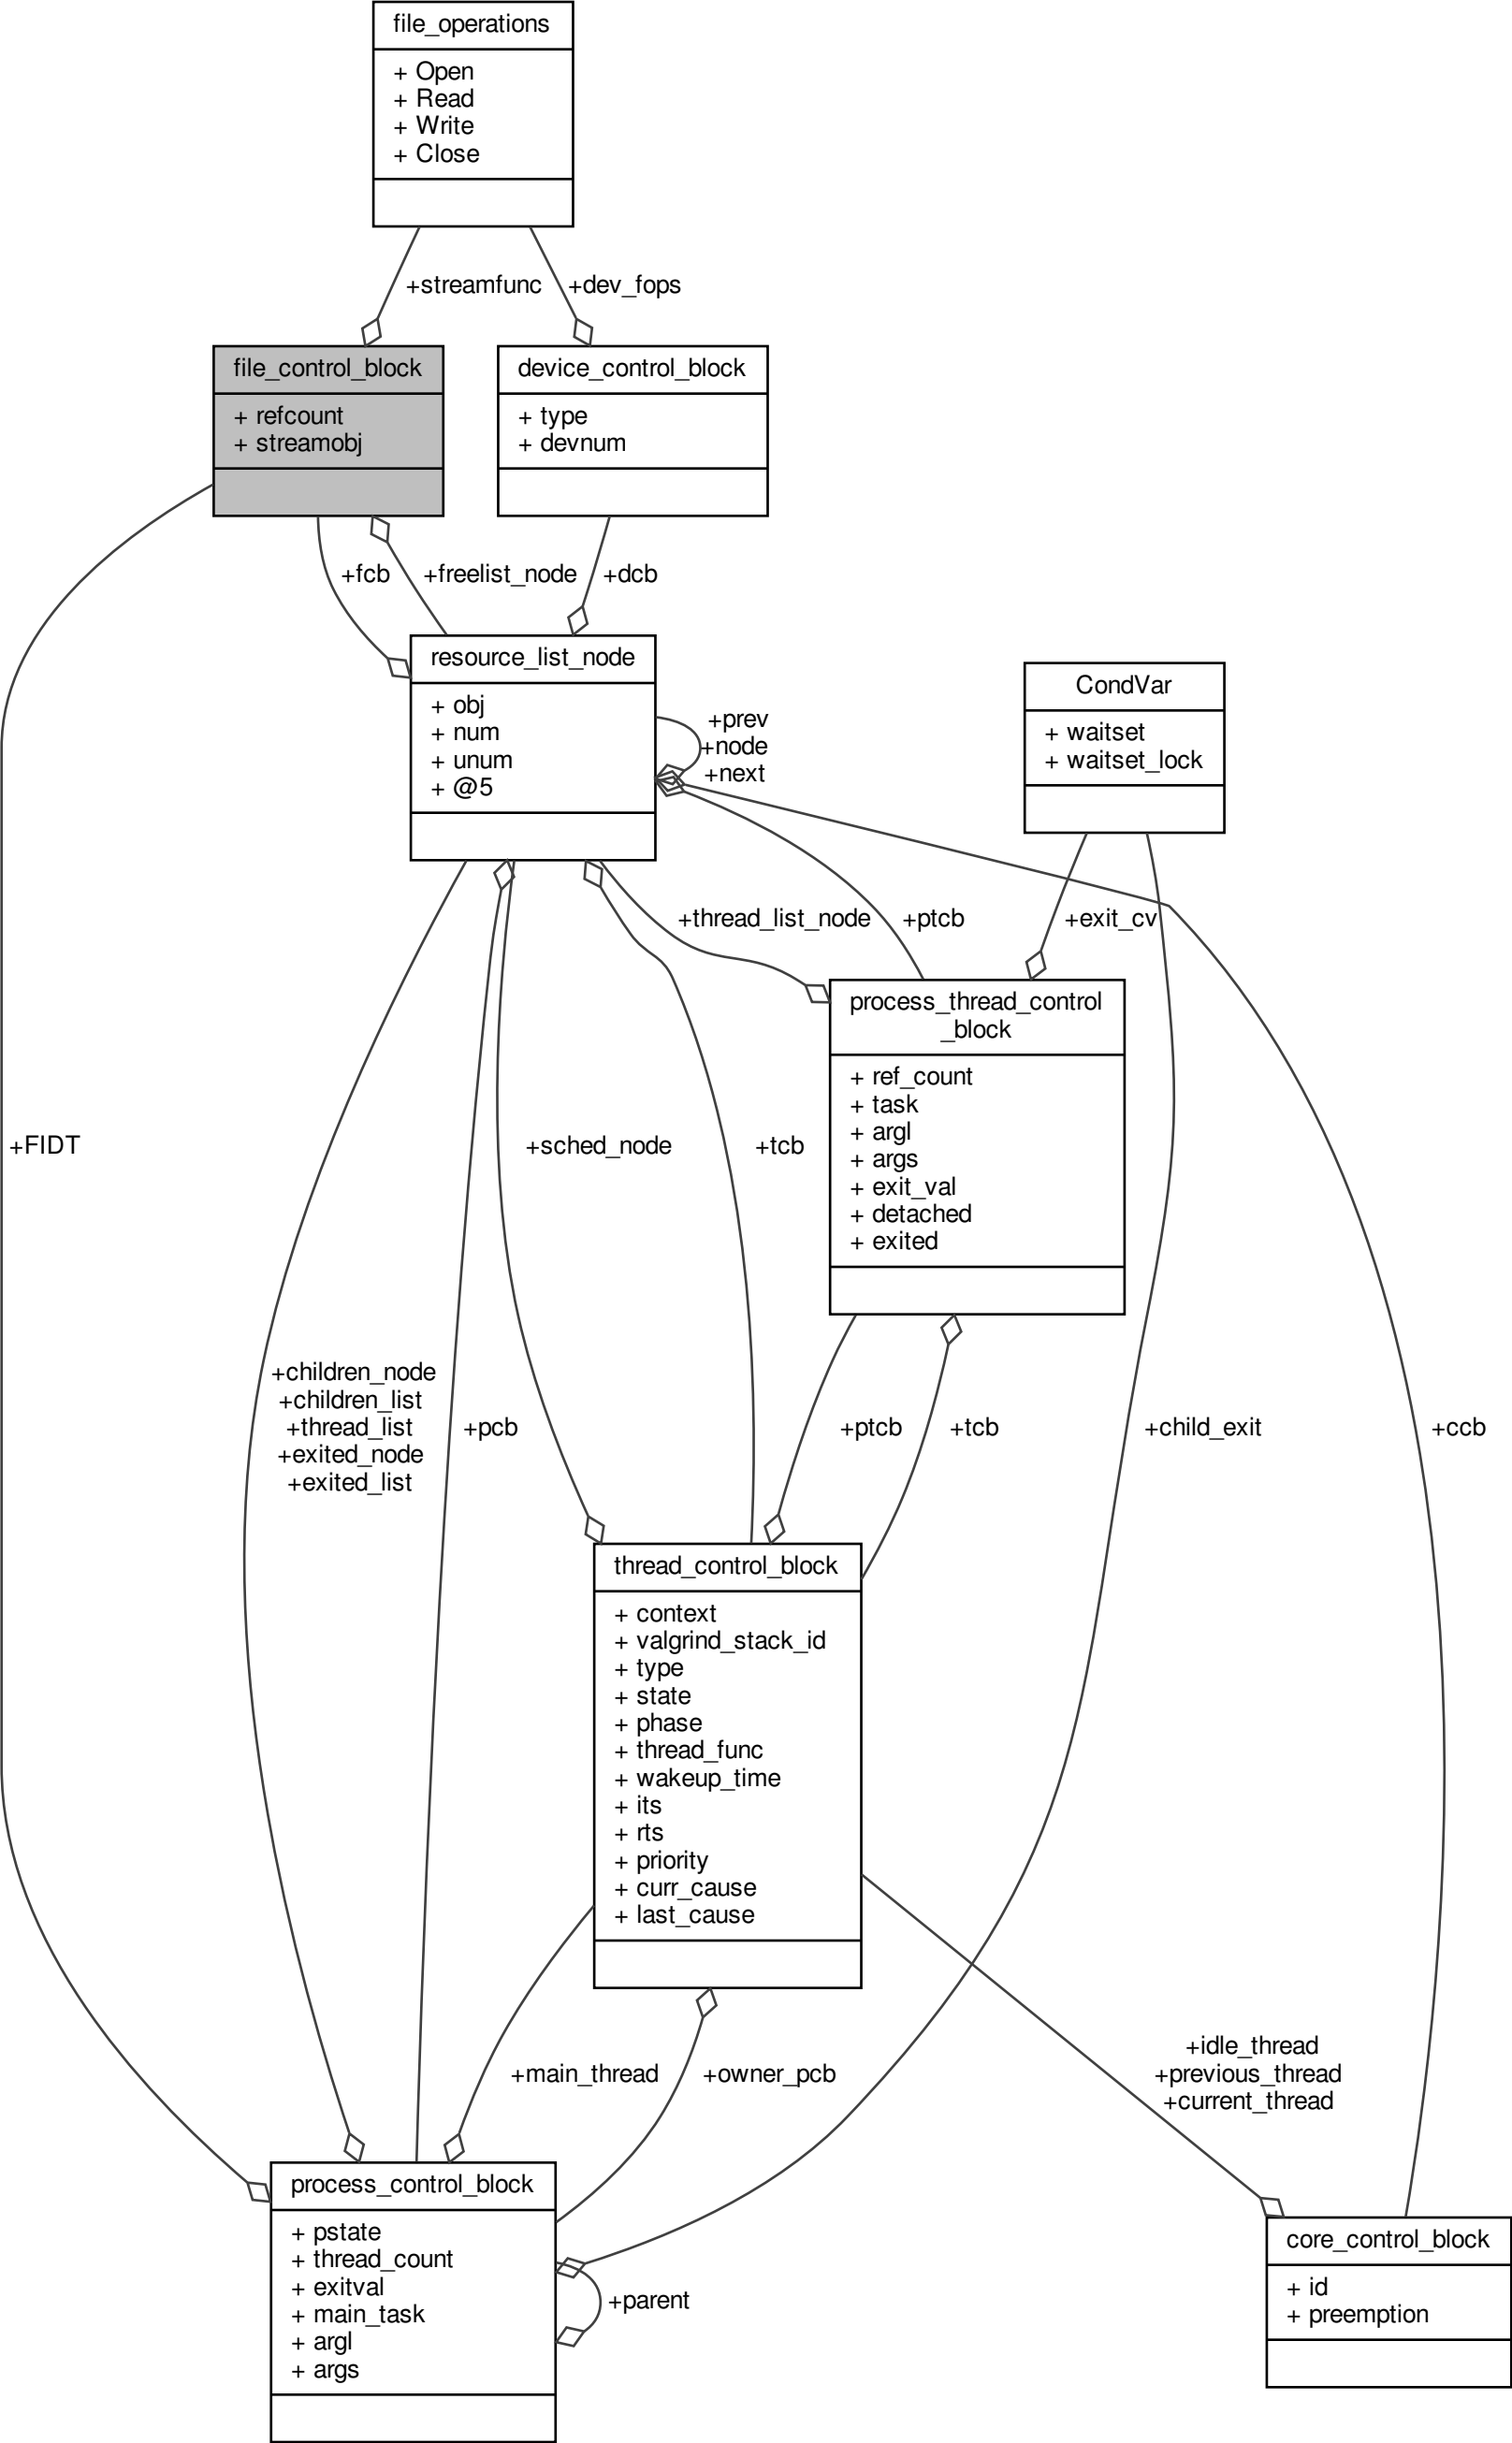 file_operations
+ Open
+ Read
+ Write
+ Close
+streamfunc
+dev_fops
file_control_block
+ refcount
+ streamobj
device_control_block
+ type
+ devnum
+fcb
+freelist_node
+dcb
resource_list_node
+ obj
+ num
+ unum
+ @5
+prev
+node
+next
CondVar
+ waitset
+ waitset_lock
+thread_list_node
+ptcb
+exit_cv
process_thread_control
_block
+ ref_count
+ task
+ argl
+ args
+ exit_val
+ detached
+ exited
+FIDT
+sched_node
+tcb
+children_node
+children_list
+thread_list
+exited_node
+exited_list
+pcb
+ptcb
+tcb
+child_exit
+ccb
thread_control_block
+ context
+ valgrind_stack_id
+ type
+ state
+ phase
+ thread_func
+ wakeup_time
+ its
+ rts
+ priority
+ curr_cause
+ last_cause
+main_thread
+owner_pcb
+idle_thread
+previous_thread
+current_thread
process_control_block
+ pstate
+ thread_count
+ exitval
+ main_task
+ argl
+ args
+parent
core_control_block
+ id
+ preemption